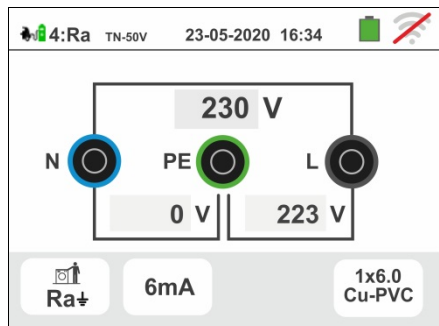 4:Ra TN-50V 23-05-2020 16:34
230 V
N PE L
0 V 223 V
Ra 6mA 1x6.0
Cu-PVC